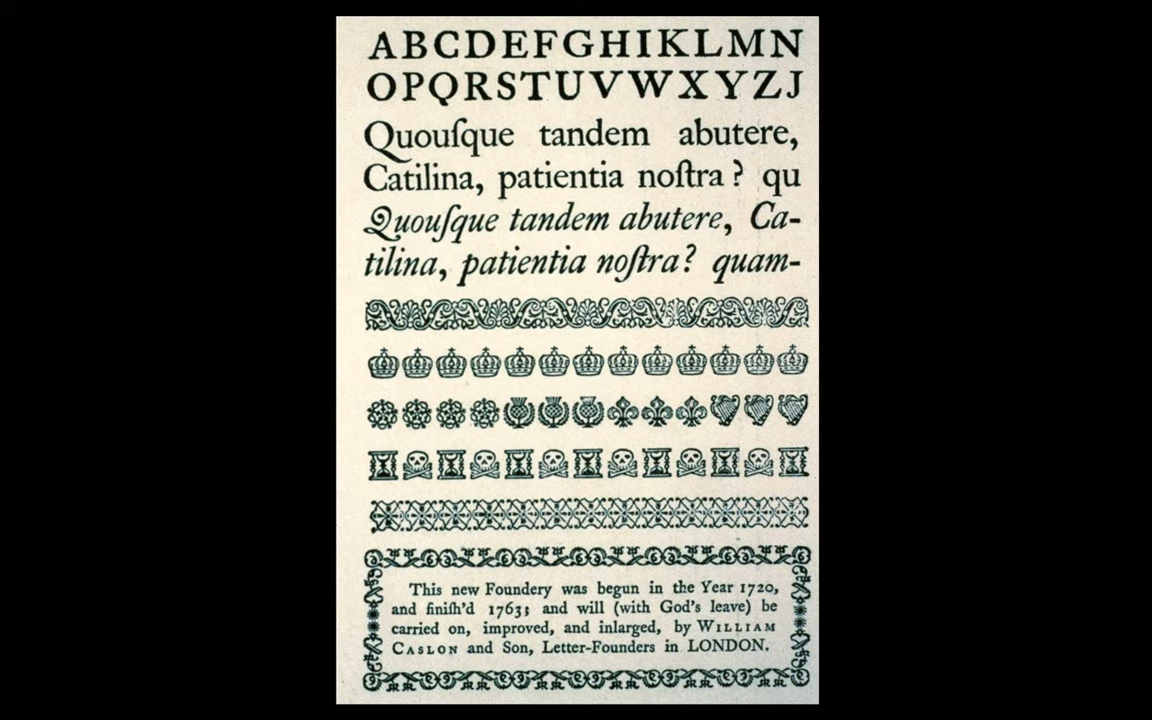 ABCDEFGHIKLMN
OPQRSTUVWXYZJ
Quouſque tandem abutere,
Catilina, patientia noſtra? qu
Quouſque tandem abutere, Ca-
tilina, patientia noſtra? quam-
This new Foundery was begun in the Year 1720,
and finiſh'd 1763; and will (with God's leave) be
carried on, improved, and inlarged, by WILLIAM
CASLON and Son, Letter-Founders in LONDON.